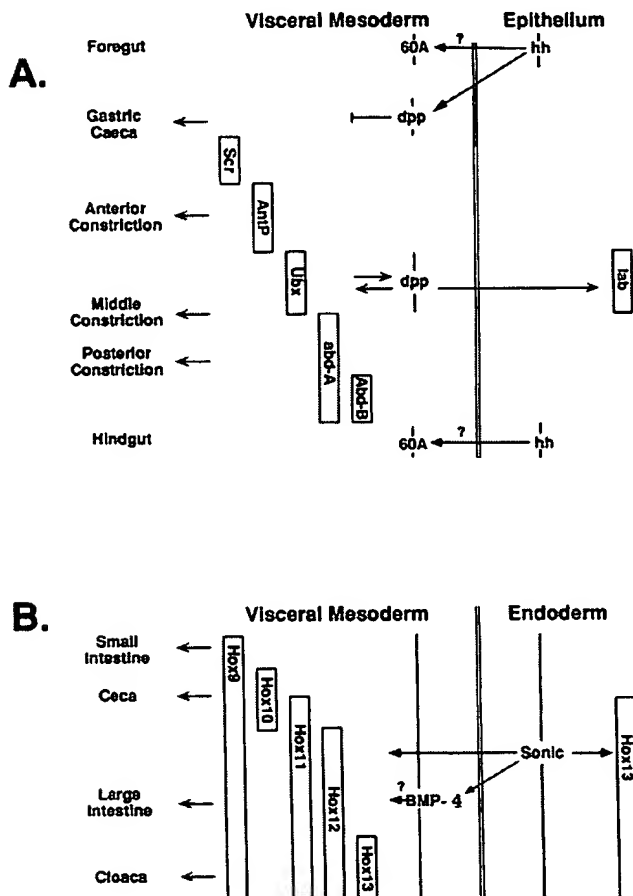 A.
Visceral Mesoderm
Epithelium
Foregut
60A
?
hh
Gastric
Caeca
dpp
Scr
Anterior
Constriction
AntP
Ubx
dpp
lab
Middle
Constriction
abd-A
Posterior
Constriction
Abd-B
Hindgut
60A
?
hh
B.
Visceral Mesoderm
Endoderm
Small
Intestine
Hox9
Ceca
Hox10
Hox11
Hox13
Sonic
Hox12
Large
Intestine
?
BMP-4
Hox13
Cloaca